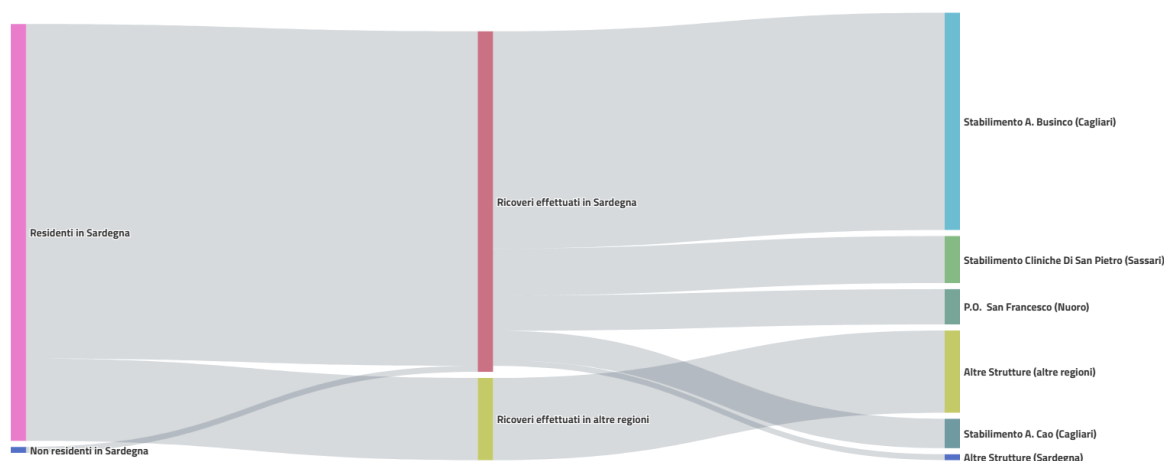 Residenti in Sardegna
Non residenti in Sardegna
Ricoveri effettuati in Sardegna
Ricoveri effettuati in altre regioni
Stabilimento A. Businco (Cagliari)
Stabilimento Cliniche Di San Pietro (Sassari)
P.O. San Francesco (Nuoro)
Altre Strutture (altre regioni)
Stabilimento A. Cao (Cagliari)
Altre Strutture (Sardegna)